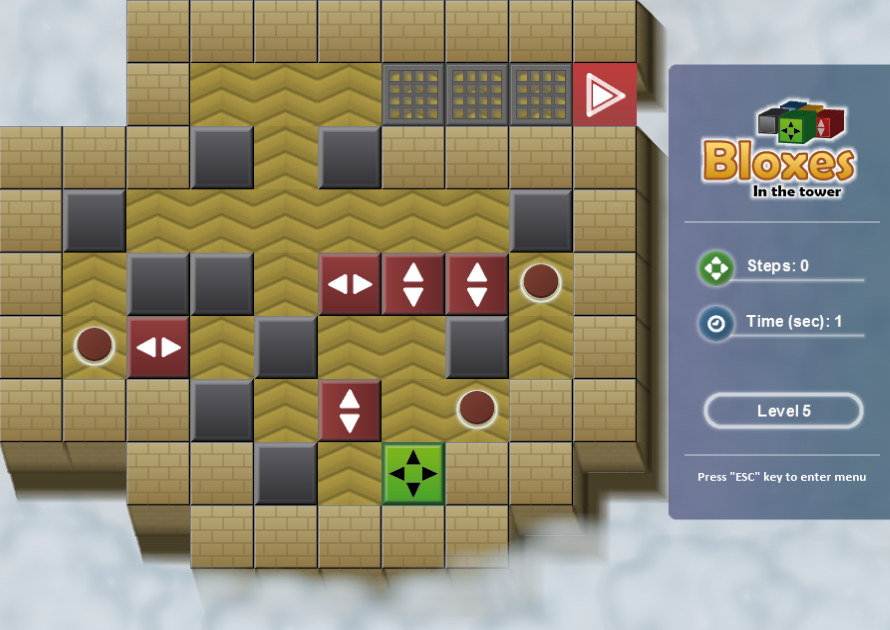 Bloxes
In the tower
Steps: 0
Time (sec): 1
Level 5
Press "ESC" key to enter menu